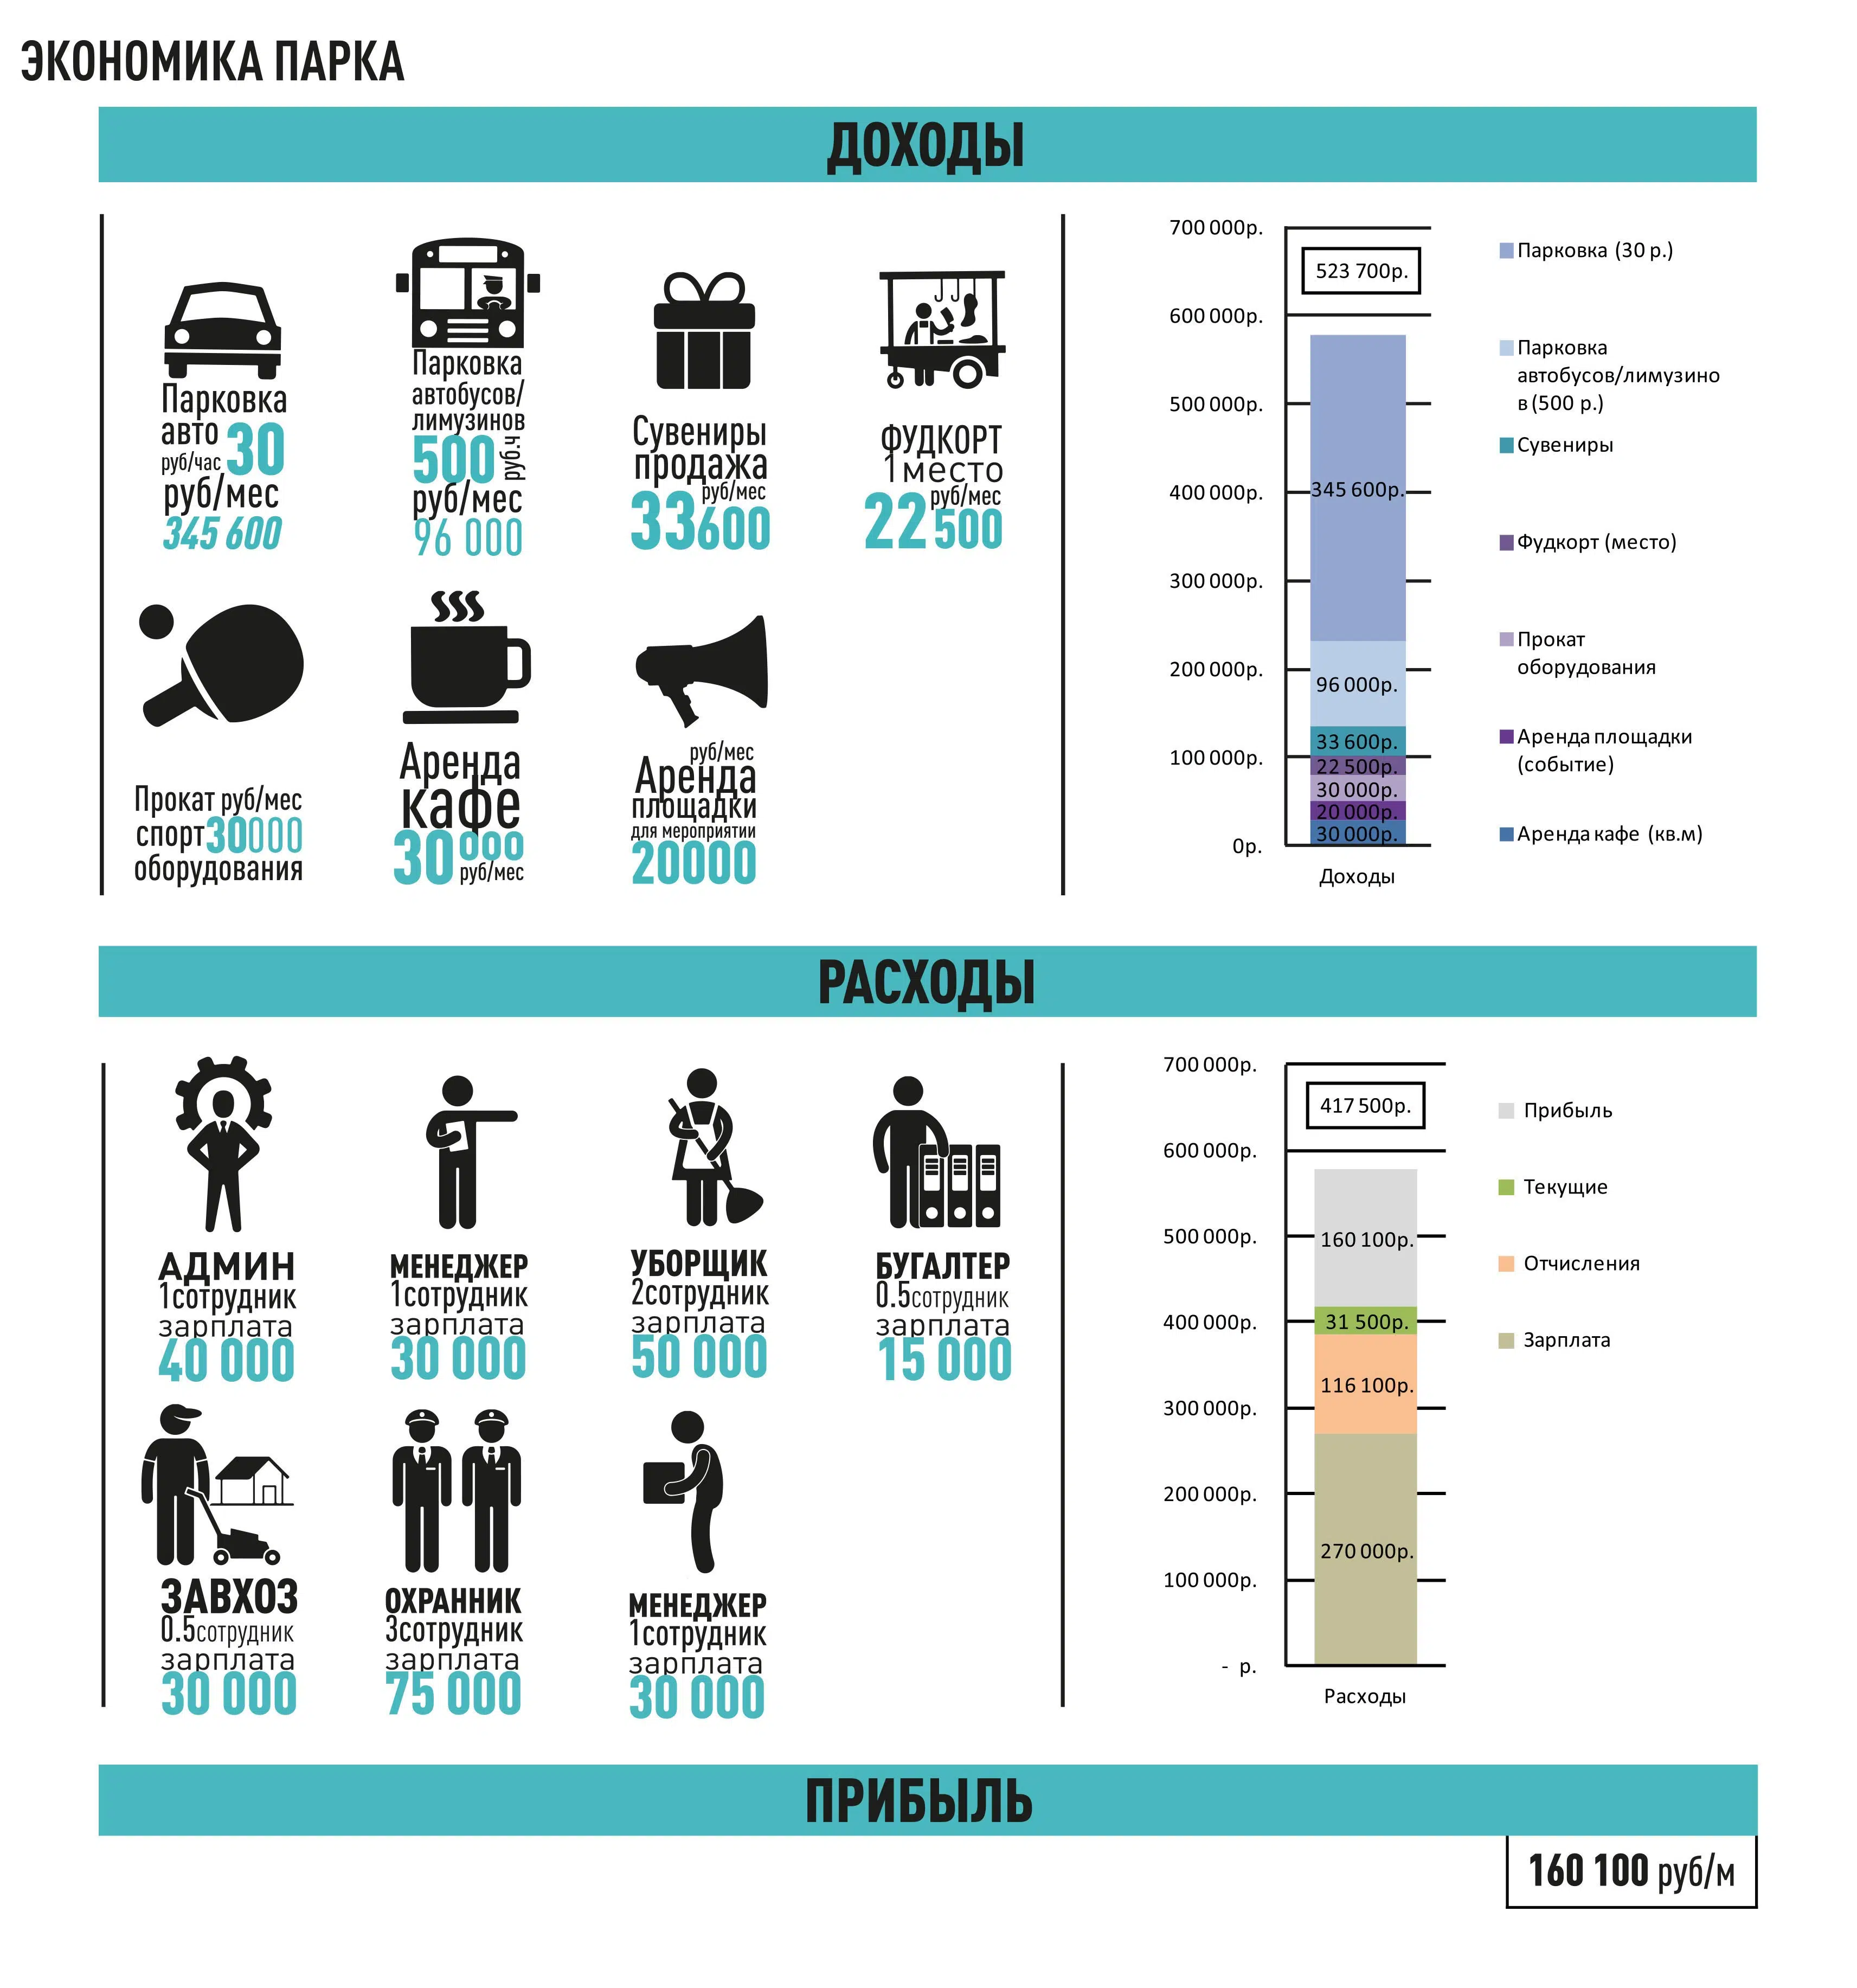 ЭКОНОМИКА ПАРКА
ДОХОДЫ
Парковка
авто 30
руб/час
руб/мес
345 600
Парковка
автобусов/
лимузинов
500 руб.ч
руб/мес
96 000
Сувениры
продажа
руб/мес
33600
ФУДКОРТ
1место
руб/мес
22 500
Прокат руб/мес
спорт30000
оборудования
Аренда
кафе
30 000
руб/мес
руб/мес
Аренда
площадки
для мероприятии
20000
700 000р.
600 000р.
500 000р.
400 000р.
300 000р.
200 000р.
100 000р.
0р.
523 700р.
345 600р.
96 000р.
33 600р.
22 500р.
30 000р.
20 000р.
30 000р.
Доходы
Парковка (30 р.)
Парковка
автобусов/лимузино
в (500 р.)
Сувениры
Фудкорт (место)
Прокат
оборудования
Аренда площадки
(событие)
Аренда кафе (кв.м)
РАСХОДЫ
АДМИН
1сотрудник
зарплата
40 000
МЕНЕДЖЕР
1сотрудник
зарплата
30 000
УБОРЩИК
2сотрудник
зарплата
50 000
БУГАЛТЕР
0.5сотрудник
зарплата
15 000
ЗАВХОЗ
0.5сотрудник
зарплата
30 000
ОХРАННИК
3сотрудник
зарплата
75 000
МЕНЕДЖЕР
1сотрудник
зарплата
30 000
700 000р.
600 000р.
500 000р.
400 000р.
300 000р.
200 000р.
100 000р.
- р.
417 500р.
160 100р.
31 500р.
116 100р.
270 000р.
Расходы
Прибыль
Текущие
Отчисления
Зарплата
ПРИБЫЛЬ
160 100 руб/м